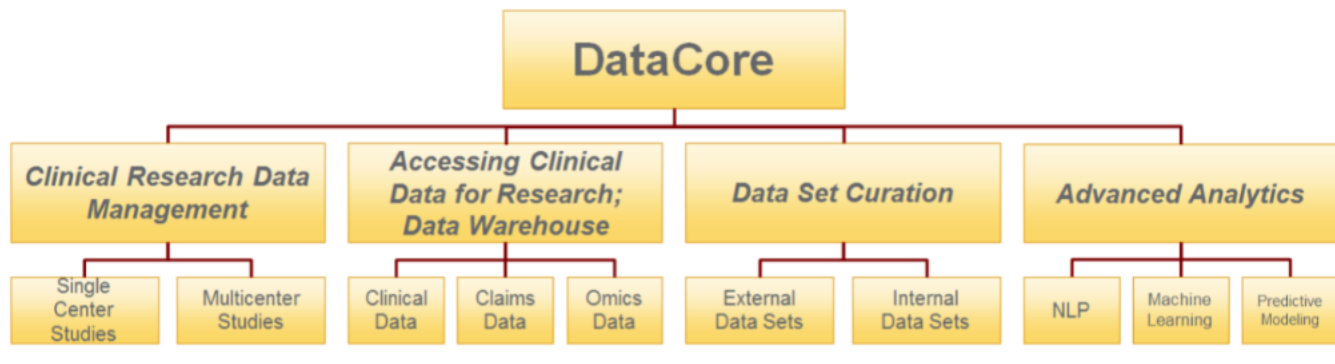 DataCore
Clinical Research Data
Management
Accessing Clinical
Data for Research;
Data Warehouse
Data Set Curation
Advanced Analytics
Single
Center
Studies
Multicenter
Studies
Clinical
Data
Claims
Data
Omics
Data
External
Data Sets
Internal
Data Sets
NLP
Machine
Learning
Predictive
Modeling